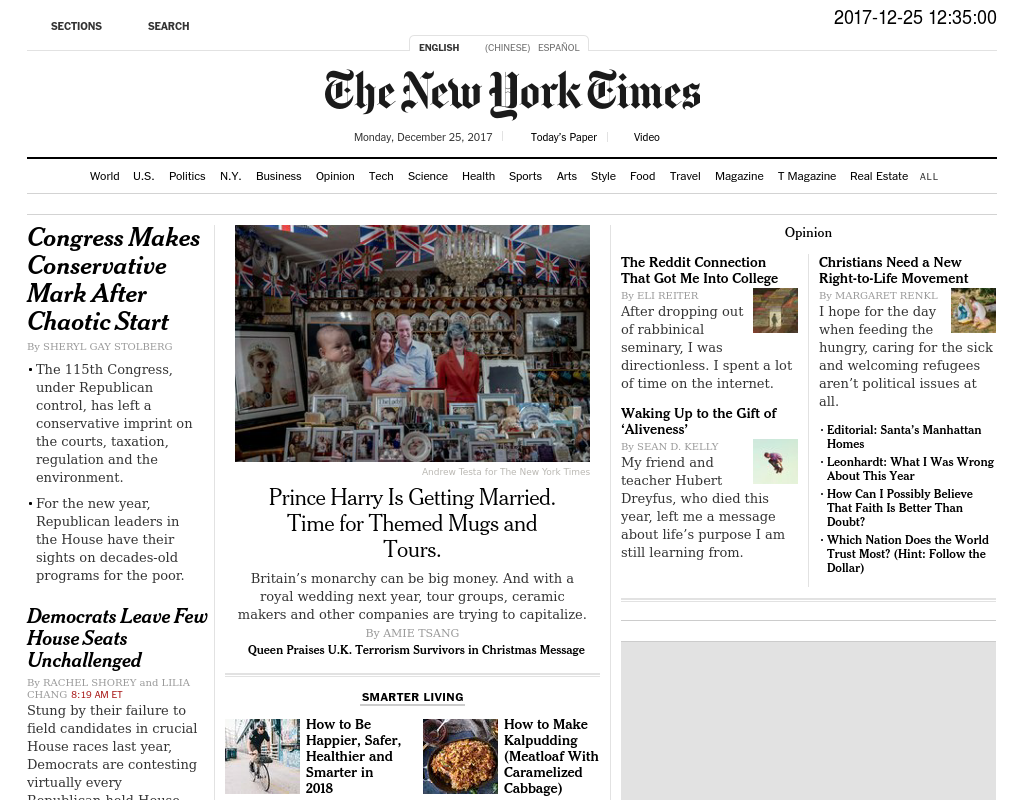 SECTIONS
SEARCH
2017-12-25 12:35:00
ENGLISH
(CHINESE)
ESPAÑOL
The New York Times
Monday, December 25, 2017
Today's Paper
Video
World U.S. Politics N.Y. Business Opinion Tech Science Health Sports Arts Style Food Travel Magazine T Magazine Real Estate ALL
Congress Makes
Conservative
Mark After
Chaotic Start
By SHERYL GAY STOLBERG
• The 115th Congress,
under Republican
control, has left a
conservative imprint on
the courts, taxation,
regulation and the
environment.
• For the new year,
Republican leaders in
the House have their
sights on decades-old
programs for the poor.
Democrats Leave Few
House Seats
Unchallenged
By RACHEL SHOREY and LILIA
CHANG 8:19 AM ET
Stung by their failure to
field candidates in crucial
House races last year,
Democrats are contesting
virtually every
Republican-held House
Andrew Testa for The New York Times
Prince Harry Is Getting Married.
Time for Themed Mugs and
Tours.
Britain's monarchy can be big money. And with a
royal wedding next year, tour groups, ceramic
makers and other companies are trying to capitalize.
By AMIE TSANG
Queen Praises U.K. Terrorism Survivors in Christmas Message
SMARTER LIVING
How to Be
Happier, Safer,
Healthier and
Smarter in
2018
How to Make
Kalpudding
(Meatloaf With
Caramelized
Cabbage)
Opinion
The Reddit Connection
That Got Me Into College
By ELI REITER
After dropping out
of rabbinical
seminary, I was
directionless. I spent a lot
of time on the internet.
Waking Up to the Gift of
‘Aliveness’
By SEAN D. KELLY
My friend and
teacher Hubert
Dreyfus, who died this
year, left me a message
about life's purpose I am
still learning from.
Christians Need a New
Right-to-Life Movement
By MARGARET RENKL
I hope for the day
when feeding the
hungry, caring for the sick
and welcoming refugees
aren't political issues at
all.
· Editorial: Santa's Manhattan
Homes
· Leonhardt: What I Was Wrong
About This Year
· How Can I Possibly Believe
That Faith Is Better Than
Doubt?
· Which Nation Does the World
Trust Most? (Hint: Follow the
Dollar)